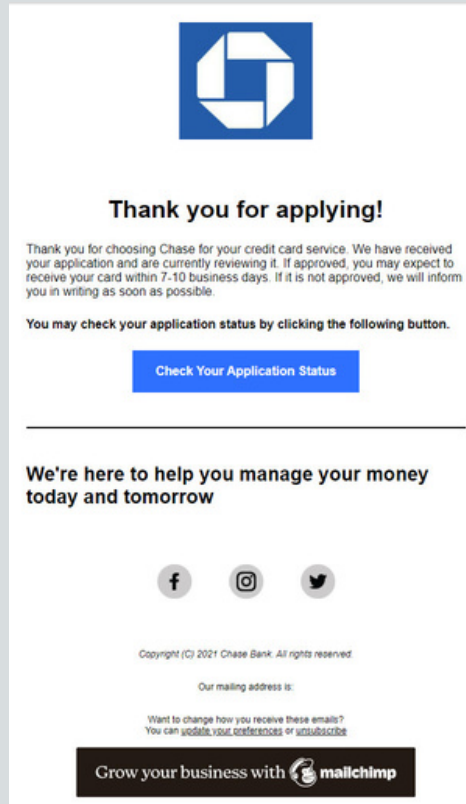 Thank you for applying!
Thank you for choosing Chase for your credit card service. We have received
your application and are currently reviewing it. If approved, you may expect to
receive your card within 7-10 business days. If it is not approved, we will inform
you in writing as soon as possible.
You may check your application status by clicking the following button.
Check Your Application Status
We're here to help you manage your money
today and tomorrow
Copyright (C) 2021 Chase Bank. All rights reserved.
Our mailing address is:
Want to change how you receive these emails?
You can update your preferences or unsubscribe
Grow your business with mailchimp